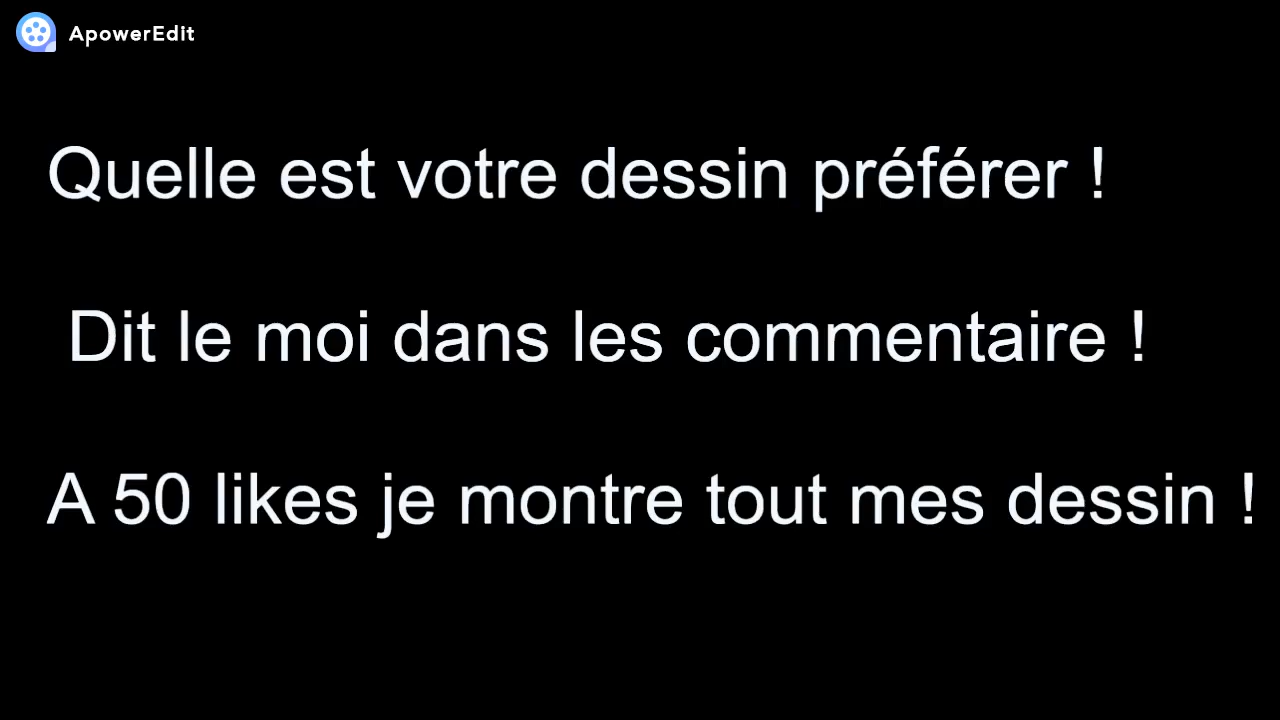 ApowerEdit
Quelle est votre dessin préférer !
Dit le moi dans les commentaire !
A 50 likes je montre tout mes dessin !